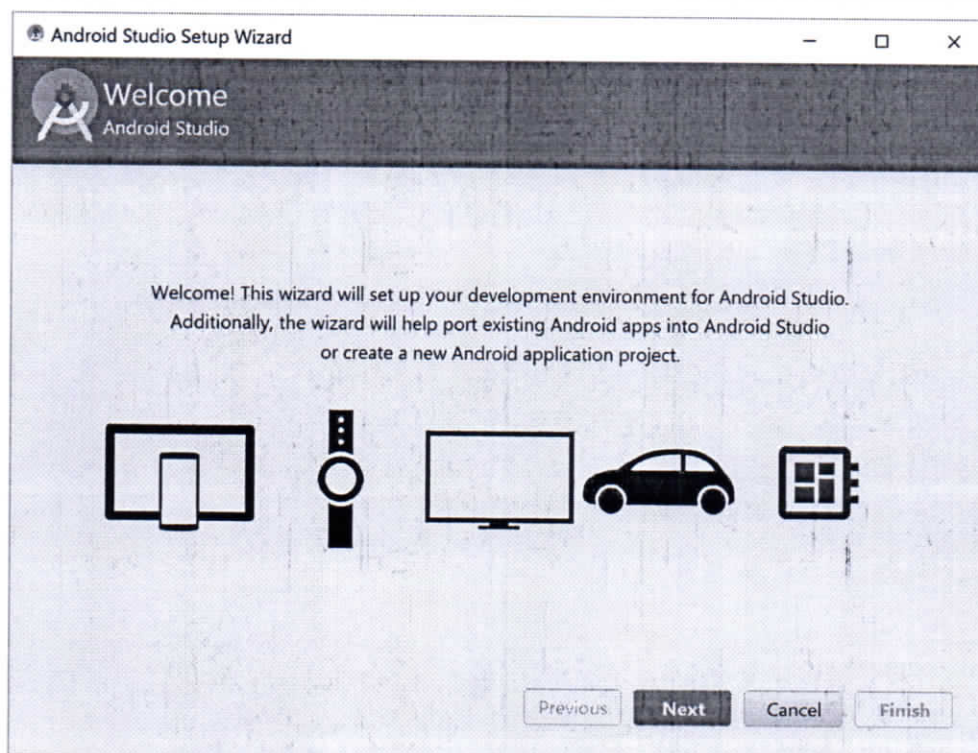 Android Studio Setup Wizard
Welcome
Android Studio
Welcome! This wizard will set up your development environment for Android Studio.
Additionally, the wizard will help port existing Android apps into Android Studio
or create a new Android application project.
Previous Next Cancel Finish